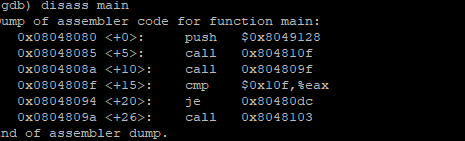 gdb) disass main
ump of assembler code for function main:
0x08048080 <+0>: push $0x8049128
0x08048085 <+5>: call 0x804810f
0x0804808a <+10>: call 0x804809f
0x0804808f <+15>: cmp $0x10f,%eax
0x08048094 <+20>: je 0x80480dc
0x0804809a <+26>: call 0x8048103
nd of assembler dump.